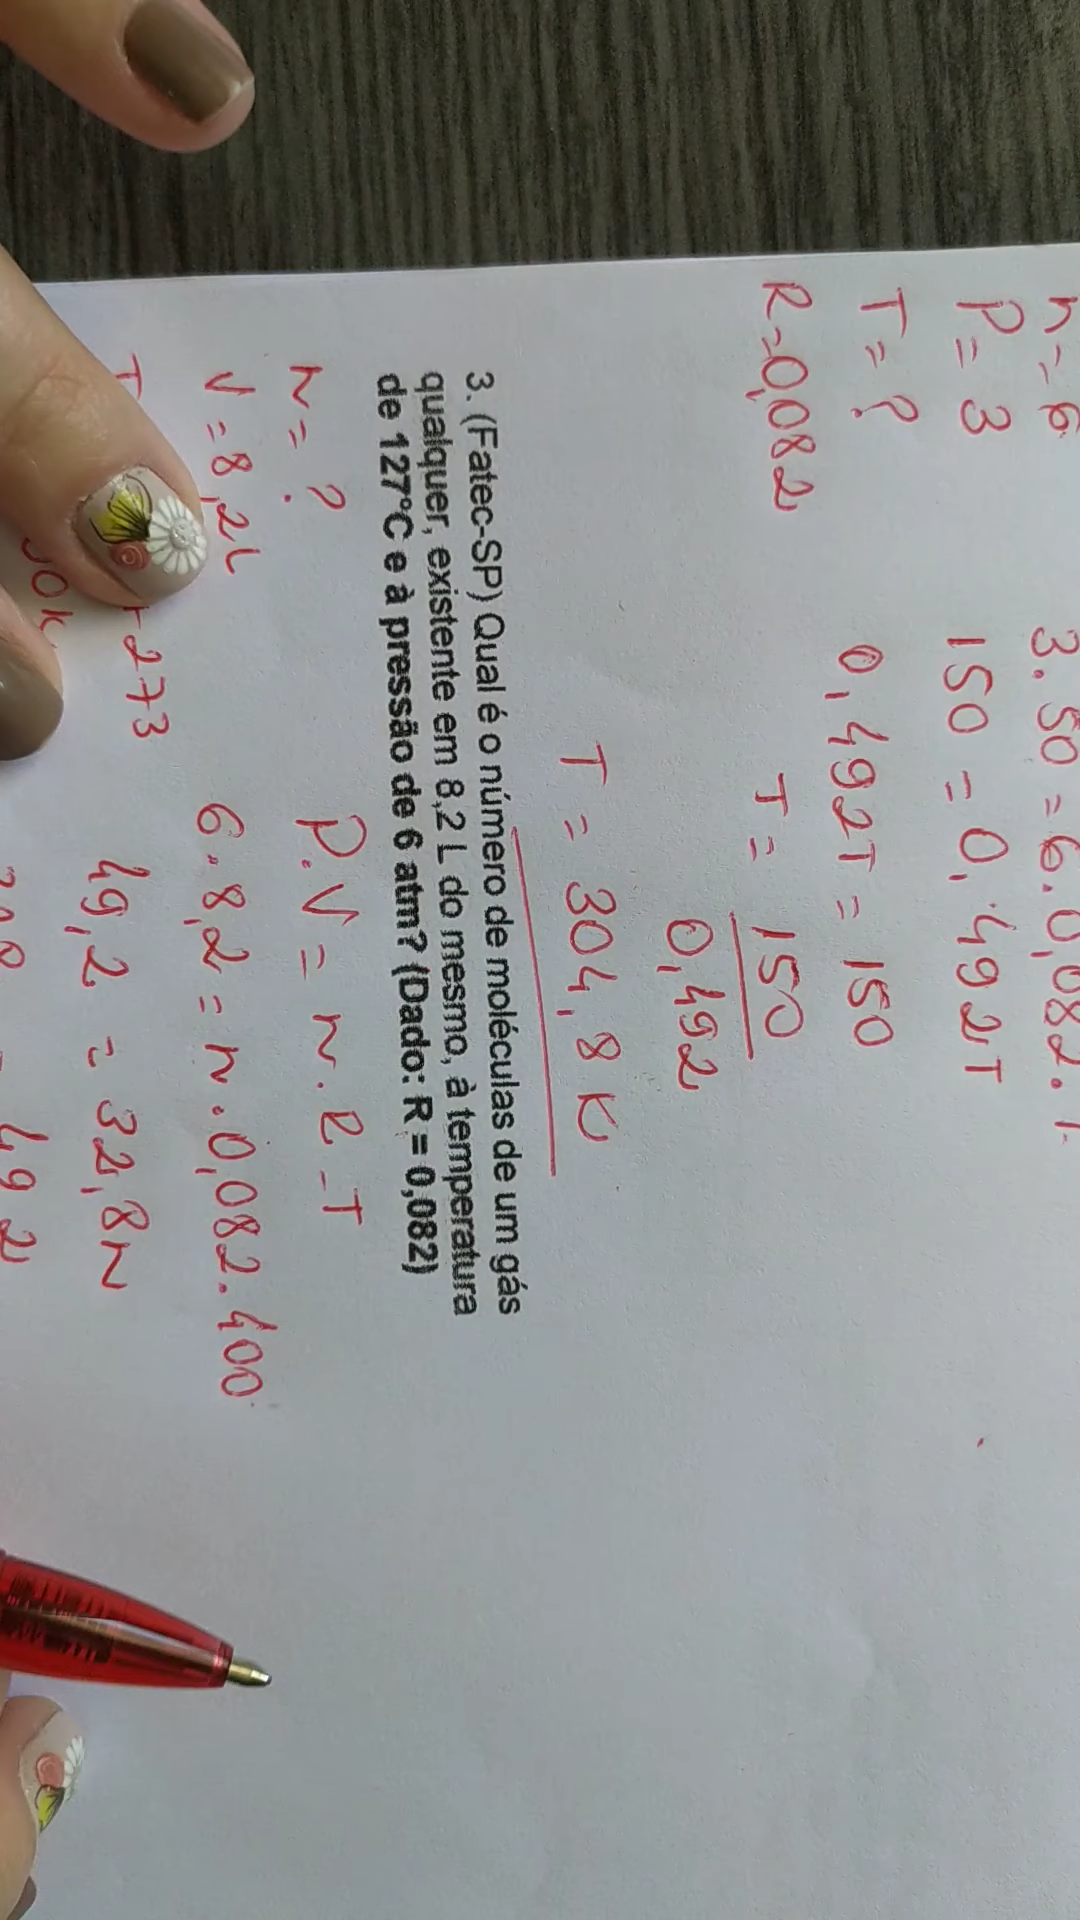 n = 6
P = 3
T = ?
R = 0,082
3.50 = 6.0,082.T
150 = 0,492T
0,492T = 150
T = 150
0,492
T = 304,8 K
3. (Fatec-SP) Qual é o número de moléculas de um gás
qualquer, existente em 8,2 L do mesmo, à temperatura
de 127°C e à pressão de 6 atm? (Dado: R = 0,082)
n = ?
V = 8,2L
T
+273
P.V = n.R.T
6.8,2 = n.0,082.400
49,2 = 32,8n
49 2